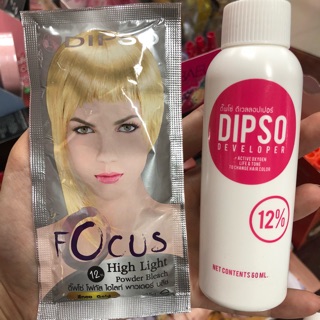 DIPSO
FOCUS
12%
High Light
Powder Bleach
ดิ๊พโซ่ โฟกัส ไฮไลท์ พาวเดอร์ บลีช
ดิ๊พโซ่ ดีเวลลอปเปอร์
DIPSO
DEVELOPER
ACTIVE OXYGEN
LIFE & TONE
TO CHANGE HAIR COLOR
12%
NET CONTENTS 60 ML.